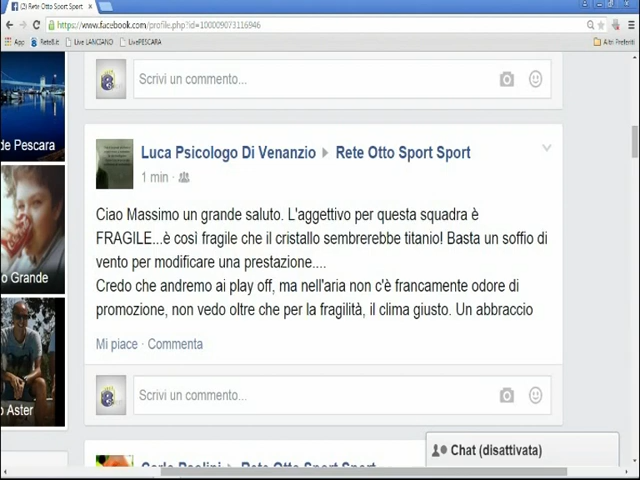 (2) Rete Otto Sport Sport
https://www.facebook.com/profile.php?id=100009073116946
App Rete8.it Live LANCIANO LivePESCARA Altri Preferiti
Scrivi un commento...
de Pescara
Luca Psicologo Di Venanzio Rete Otto Sport Sport
1 min ·
Ciao Massimo un grande saluto. L'aggettivo per questa squadra è
FRAGILE...è così fragile che il cristallo sembrerebbe titanio! Basta un soffio di
vento per modificare una prestazione....
Credo che andremo ai play off, ma nell'aria non c'è francamente odore di
promozione, non vedo oltre che per la fragilità, il clima giusto. Un abbraccio
o Grande
Mi piace · Commenta
Scrivi un commento...
o Aster
Chat (disattivata)
Carlo Paolini Rete Otto Sport Sport